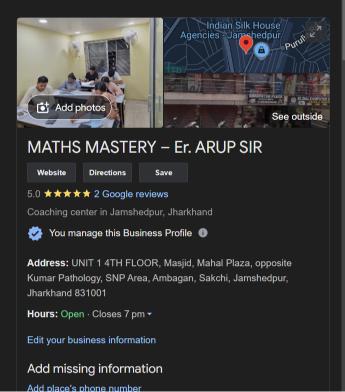 Indian Silk House
Agencies - Jamshedpur
Puruli
Add photos
See outside
MATHS MASTERY – Er. ARUP SIR
Website
Directions
Save
5.0 ★★★★★ 2 Google reviews
Coaching center in Jamshedpur, Jharkhand
You manage this Business Profile
Address: UNIT 1 4TH FLOOR, Masjid, Mahal Plaza, opposite
Kumar Pathology, SNP Area, Ambagan, Sakchi, Jamshedpur,
Jharkhand 831001
Hours: Open · Closes 7 pm
Edit your business information
Add missing information
Add place's phone number